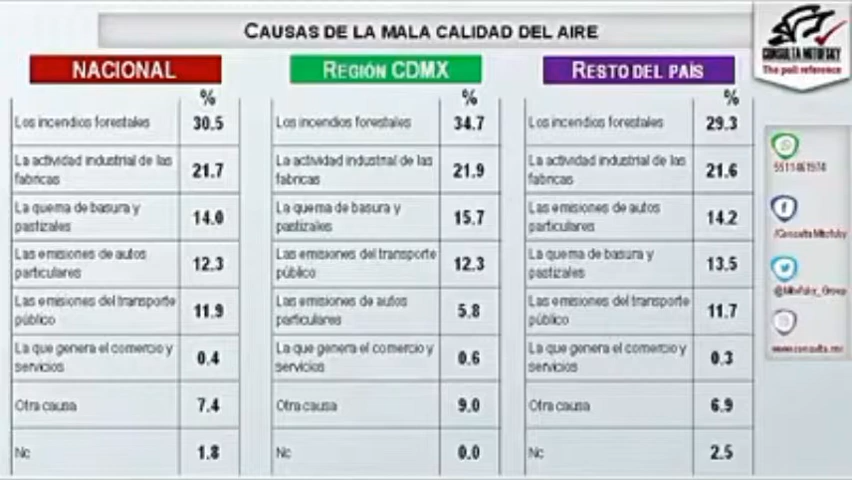 CAUSAS DE LA MALA CALIDAD DEL AIRE
CONSULTA MITOFSKY
The poll reference
NACIONAL
%
Los incendios forestales 30.5
La actividad industrial de las
fabricas 21.7
La quema de basura y
pastizales 14.0
Las emisiones de autos
particulares 12.3
Las emisiones del transporte
público 11.9
La que genera el comercio y
servicios 0.4
Otra causa 7.4
Nc 1.8
REGIÓN CDMX
%
Los incendios forestales 34.7
La actividad industrial de las
fabricas 21.9
La quema de basura y
pastizales 15.7
Las emisiones del transporte
público 12.3
Las emisiones de autos
particulares 5.8
La que genera el comercio y
servicios 0.6
Otra causa 9.0
Nc 0.0
RESTO DEL PAÍS
%
Los incendios forestales 29.3
La actividad industrial de las
fabricas 21.6
Las emisiones de autos
particulares 14.2
La quema de basura y
pastizales 13.5
Las emisiones del transporte
público 11.7
La que genera el comercio y
servicios 0.3
Otra causa 6.9
Nc 2.5
/ConsultaMitofsky
@Mitofsky_Group
www.consulta.mx